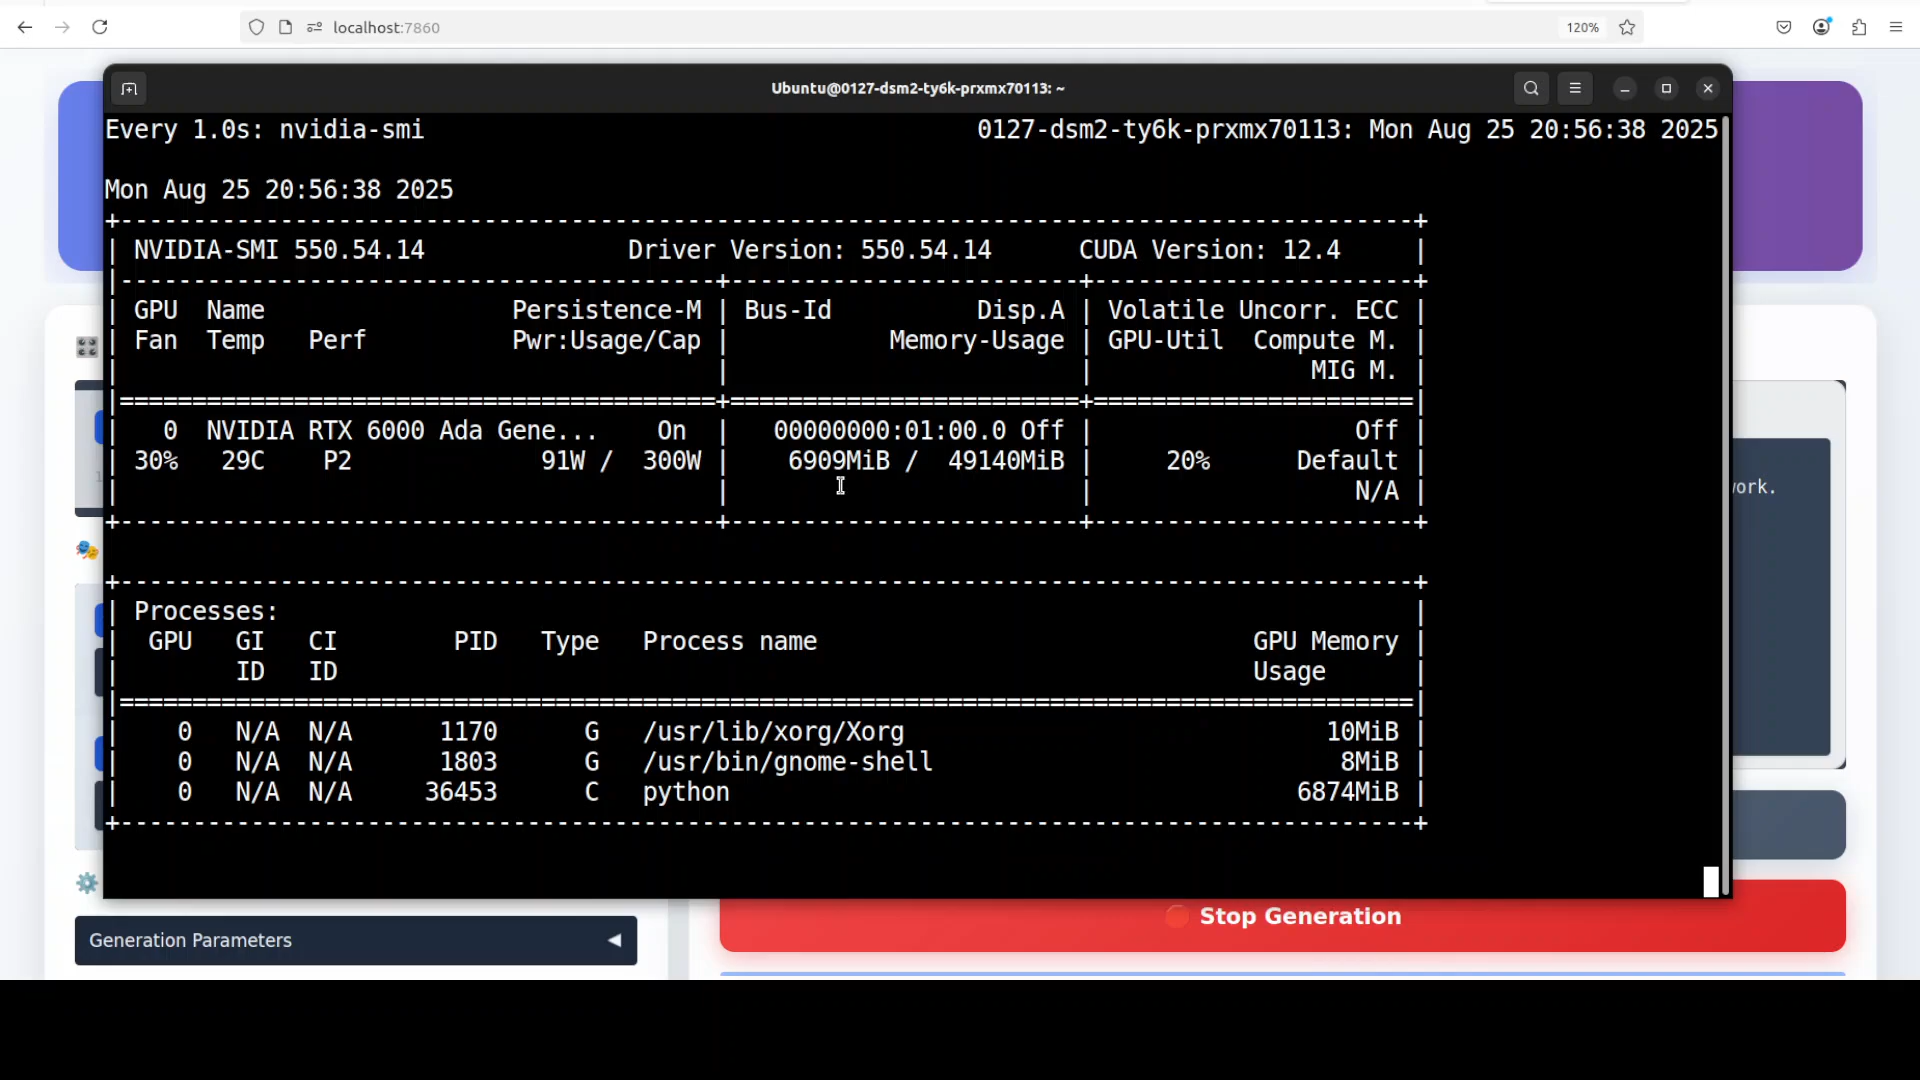 localhost:7860
120%
Ubuntu@0127-dsm2-ty6k-prxmx70113: ~
Every 1.0s: nvidia-smi 0127-dsm2-ty6k-prxmx70113: Mon Aug 25 20:56:38 2025
Mon Aug 25 20:56:38 2025
+-----------------------------------------------------------------------------------------+
| NVIDIA-SMI 550.54.14              Driver Version: 550.54.14      CUDA Version: 12.4     |
|-----------------------------------------+------------------------+----------------------+
| GPU  Name                 Persistence-M | Bus-Id          Disp.A | Volatile Uncorr. ECC |
| Fan  Temp   Perf          Pwr:Usage/Cap |           Memory-Usage | GPU-Util  Compute M. |
|                                         |                        |               MIG M. |
|=========================================+========================+======================|
|   0  NVIDIA RTX 6000 Ada Gene...    On  |   00000000:01:00.0 Off |                  Off |
| 30%   29C    P2              91W /  300W |    6909MiB /  49140MiB |     20%      Default |
|                                         |                        |                  N/A |
+-----------------------------------------+------------------------+----------------------+
+-----------------------------------------------------------------------------------------+
| Processes:                                                                              |
|  GPU   GI   CI        PID   Type   Process name                              GPU Memory |
|        ID   ID                                                               Usage      |
|=========================================================================================|
|    0   N/A  N/A      1170      G   /usr/lib/xorg/Xorg                             10MiB |
|    0   N/A  N/A      1803      G   /usr/bin/gnome-shell                            8MiB |
|    0   N/A  N/A     36453      C   python                                       6874MiB |
+-----------------------------------------------------------------------------------------+
Stop Generation
Generation Parameters